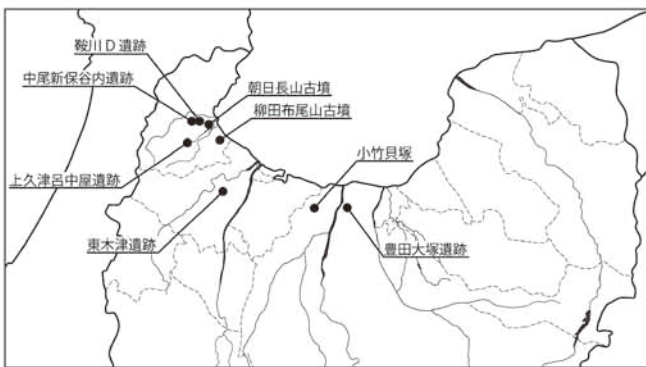 鞍川D遺跡
中尾新保谷内遺跡
朝日長山古墳
柳田布尾山古墳
上久津呂中屋遺跡
小竹貝塚
東木津遺跡
豊田大塚遺跡